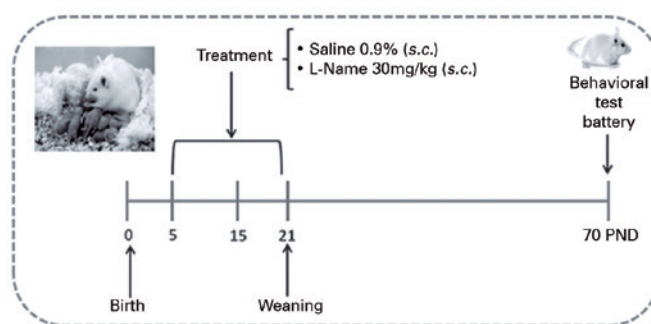 Treatment
• Saline 0.9% (s.c.)
• L-Name 30mg/kg (s.c.)
Behavioral
test
battery
0
5
15
21
70 PND
Birth
Weaning